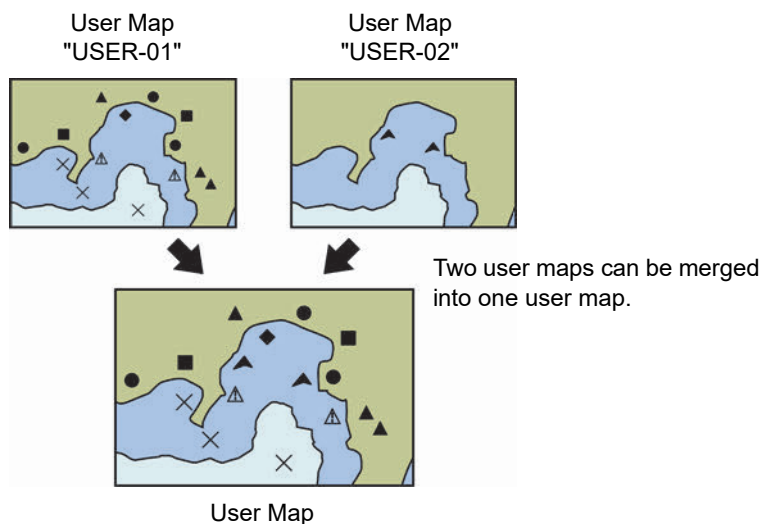 User Map
"USER-01"
User Map
"USER-02"
Two user maps can be merged
into one user map.
User Map